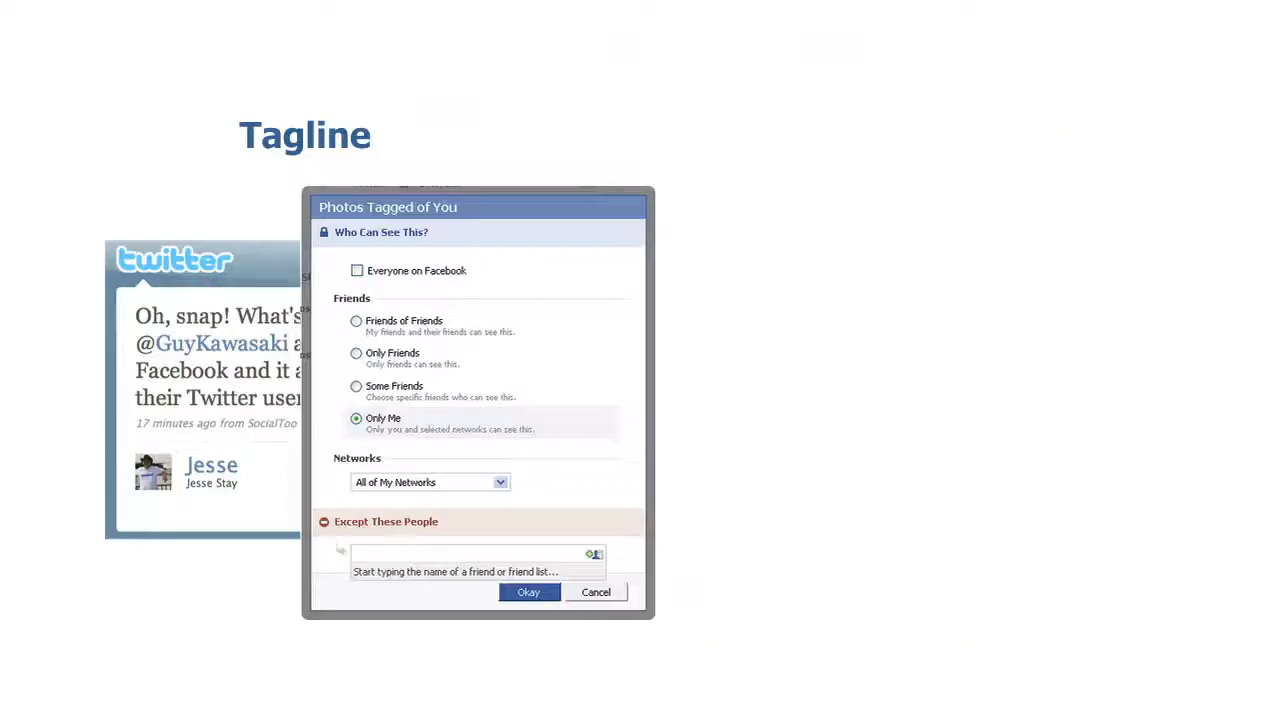 Tagline
twitter
Oh, snap! What's
@GuyKawasaki a
Facebook and it a
their Twitter user
17 minutes ago from SocialToo
Jesse
Jesse Stay
Photos Tagged of You
Who Can See This?
Everyone on Facebook
Friends
Friends of Friends
My friends and their friends can see this.
Only Friends
Only friends can see this.
Some Friends
Choose specific friends who can see this.
Only Me
Only you and selected networks can see this.
Networks
All of My Networks
Except These People
Start typing the name of a friend or friend list...
Okay
Cancel